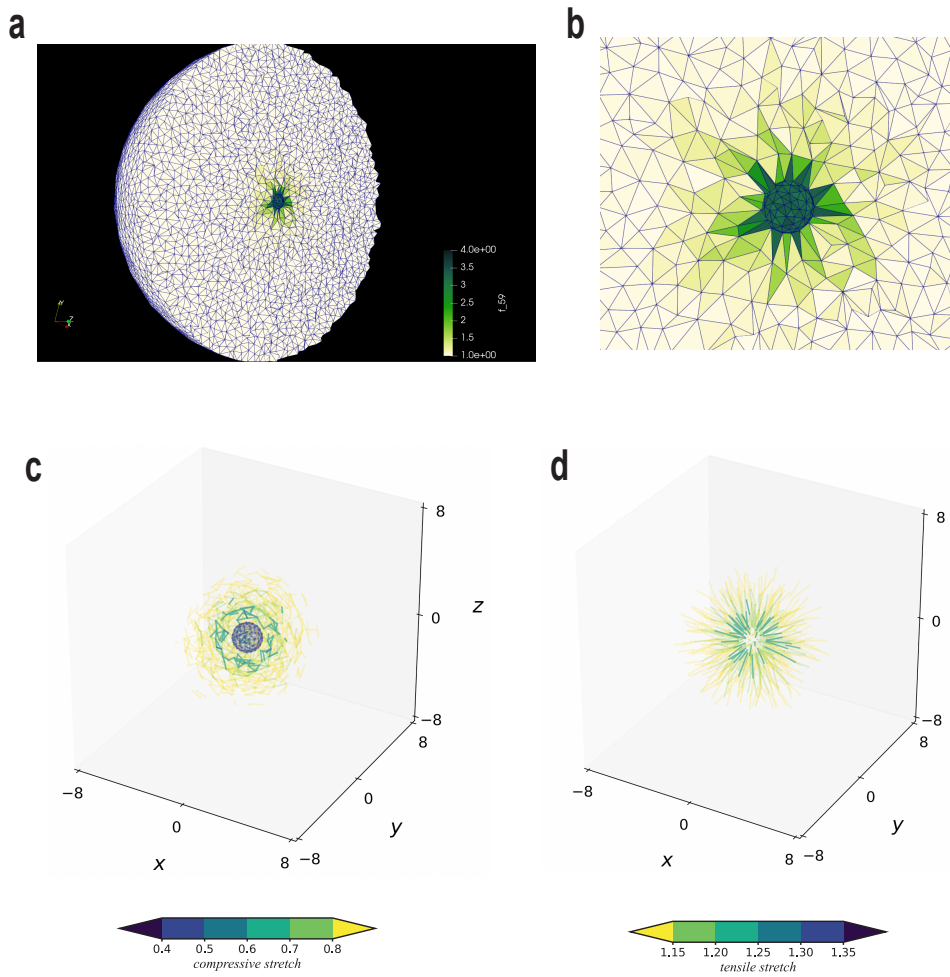 a
b
4.0e+00
3.5
3
2.5
2
1.5
1.0e+00
f_59
Y
Z
X
c
8
z
0
−8
8
0
y
8 −8
−8
0
x
d
8
z
0
−8
8
0
y
8 −8
−8
0
x
0.4 0.5 0.6 0.7 0.8
compressive stretch
1.15 1.20 1.25 1.30 1.35
tensile stretch